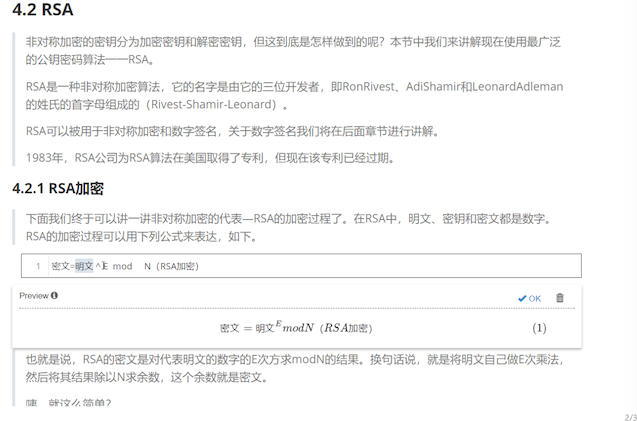 4.2 RSA
非对称加密的密钥分为加密密钥和解密密钥，但这到底是怎样做到的呢？本节中我们来讲解现在使用最广泛
的公钥密码算法——RSA。
RSA是一种非对称加密算法，它的名字是由它的三位开发者，即RonRivest、AdiShamir和LeonardAdleman
的姓氏的首字母组成的（Rivest-Shamir-Leonard）。
RSA可以被用于非对称加密和数字签名，关于数字签名我们将在后面章节进行讲解。
1983年，RSA公司为RSA算法在美国取得了专利，但现在该专利已经过期。
4.2.1 RSA加密
下面我们终于可以讲一讲非对称加密的代表—RSA的加密过程了。在RSA中，明文、密钥和密文都是数字。
RSA的加密过程可以用下列公式来表达，如下。
1 密文=明文^E mod N（RSA加密）
Preview OK
密文 = 明文^E modN（RSA加密） (1)
也就是说，RSA的密文是对代表明文的数字的E次方求modN的结果。换句话说，就是将明文自己做E次乘法，
然后将其结果除以N求余数，这个余数就是密文。
咦，就这么简单？
2/3